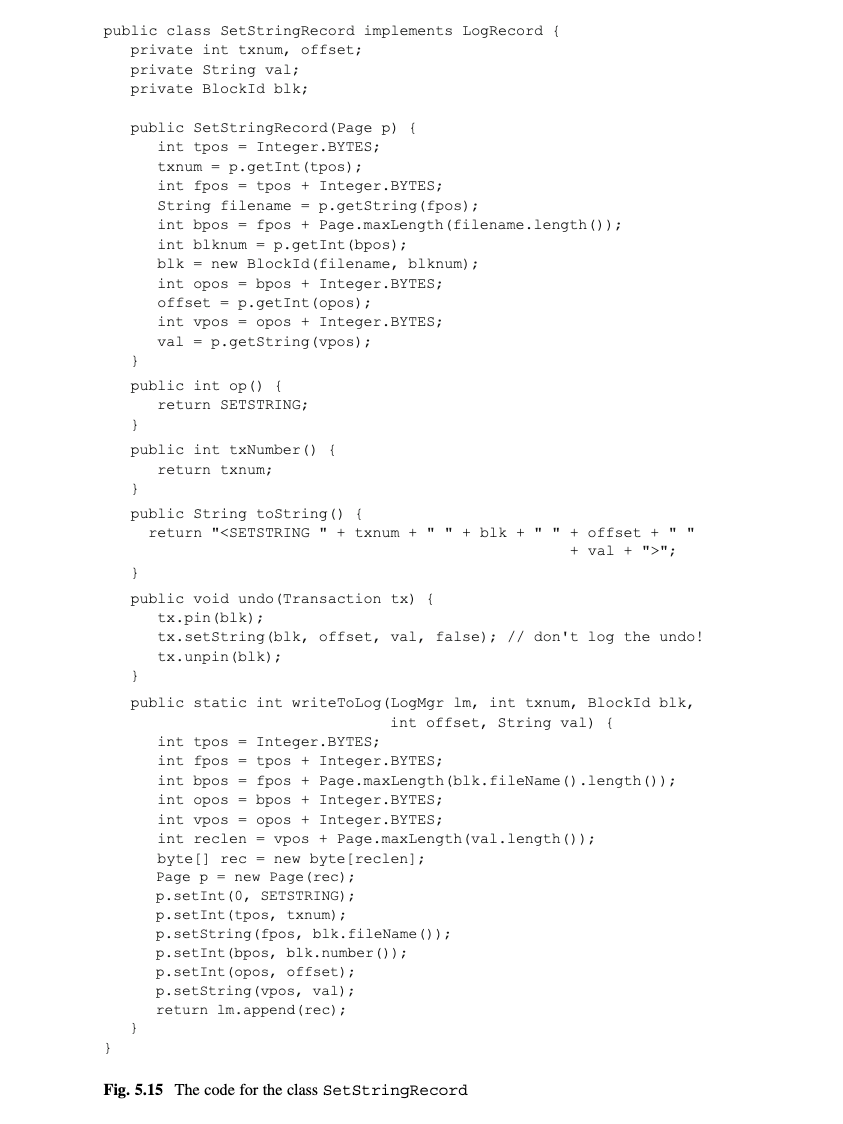 public class SetStringRecord implements LogRecord {
private int txnum, offset;
private String val;
private BlockId blk;
public SetStringRecord(Page p) {
int tpos = Integer.BYTES;
txnum = p.getInt(tpos);
int fpos = tpos + Integer.BYTES;
String filename = p.getString(fpos);
int bpos = fpos + Page.maxLength(filename.length());
int blknum = p.getInt(bpos);
blk = new BlockId(filename, blknum);
int opos = bpos + Integer.BYTES;
offset = p.getInt(opos);
int vpos = opos + Integer.BYTES;
val = p.getString(vpos);
}
public int op() {
return SETSTRING;
}
public int txNumber() {
return txnum;
}
public String toString() {
return "<SETSTRING " + txnum + " " + blk + " " + offset + " "
+ val + ">";
}
public void undo(Transaction tx) {
tx.pin(blk);
tx.setString(blk, offset, val, false); // don't log the undo!
tx.unpin(blk);
}
public static int writeToLog(LogMgr lm, int txnum, BlockId blk,
int offset, String val) {
int tpos = Integer.BYTES;
int fpos = tpos + Integer.BYTES;
int bpos = fpos + Page.maxLength(blk.fileName().length());
int opos = bpos + Integer.BYTES;
int vpos = opos + Integer.BYTES;
int reclen = vpos + Page.maxLength(val.length());
byte[] rec = new byte[reclen];
Page p = new Page(rec);
p.setInt(0, SETSTRING);
p.setInt(tpos, txnum);
p.setString(fpos, blk.fileName());
p.setInt(bpos, blk.number());
p.setInt(opos, offset);
p.setString(vpos, val);
return lm.append(rec);
}
}
Fig. 5.15 The code for the class SetStringRecord